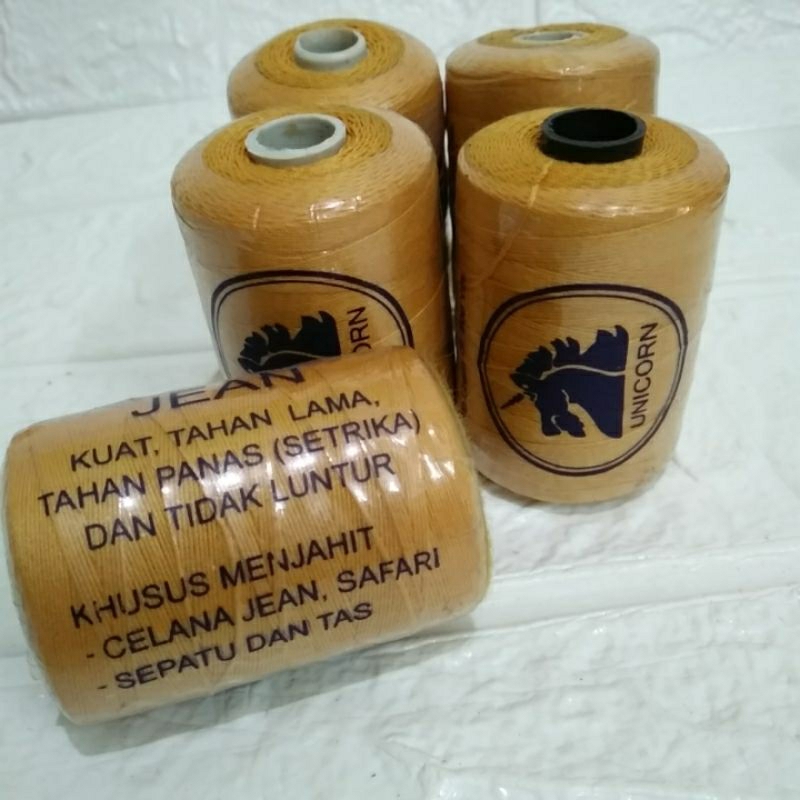 JEAN
KUAT, TAHAN LAMA,
TAHAN PANAS (SETRIKA)
DAN TIDAK LUNTUR
KHUSUS MENJAHIT
- CELANA JEAN, SAFARI
- SEPATU DAN TAS
ORN
UNICORN